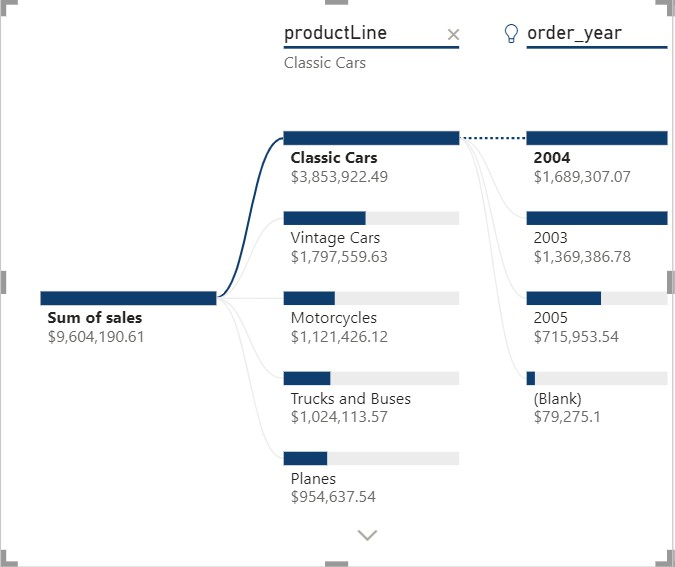 productLine
Classic Cars
order_year
Sum of sales
$9,604,190.61
Classic Cars
$3,853,922.49
Vintage Cars
$1,797,559.63
Motorcycles
$1,121,426.12
Trucks and Buses
$1,024,113.57
Planes
$954,637.54
2004
$1,689,307.07
2003
$1,369,386.78
2005
$715,953.54
(Blank)
$79,275.1